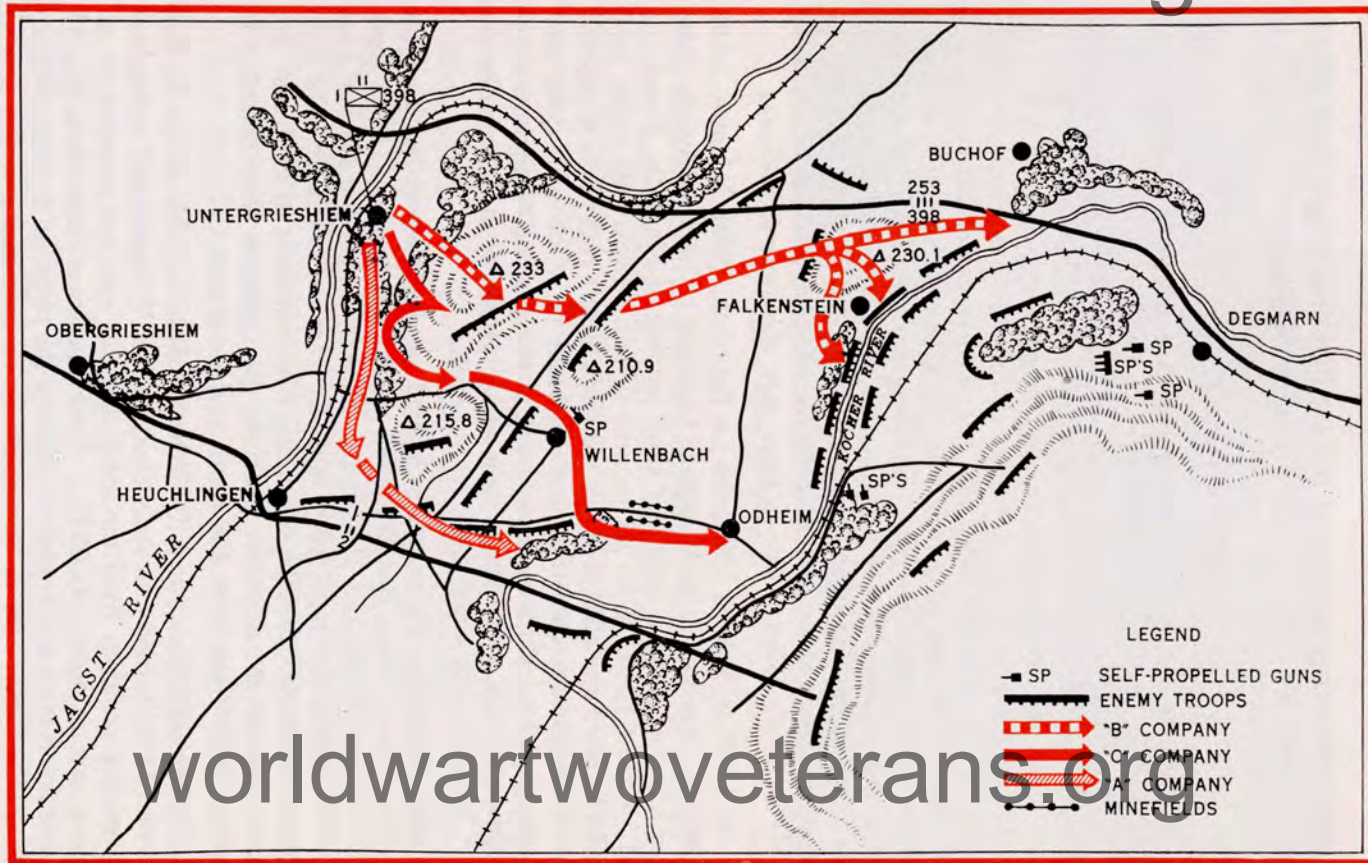 g
II
I 398
UNTERGRIESHIEM
BUCHOF
253
III
398
Δ 233
Δ 230.1
FALKENSTEIN
OBERGRIESHIEM
DEGMARN
SP
SP'S
SP
Δ 210.9
Δ 215.8
SP
WILLENBACH
KOCHER RIVER
HEUCHLINGEN
SP'S
ODHEIM
JAGST RIVER
LEGEND
SP SELF-PROPELLED GUNS
ENEMY TROOPS
"B" COMPANY
"C" COMPANY
"A" COMPANY
MINEFIELDS
worldwartwoveterans.org